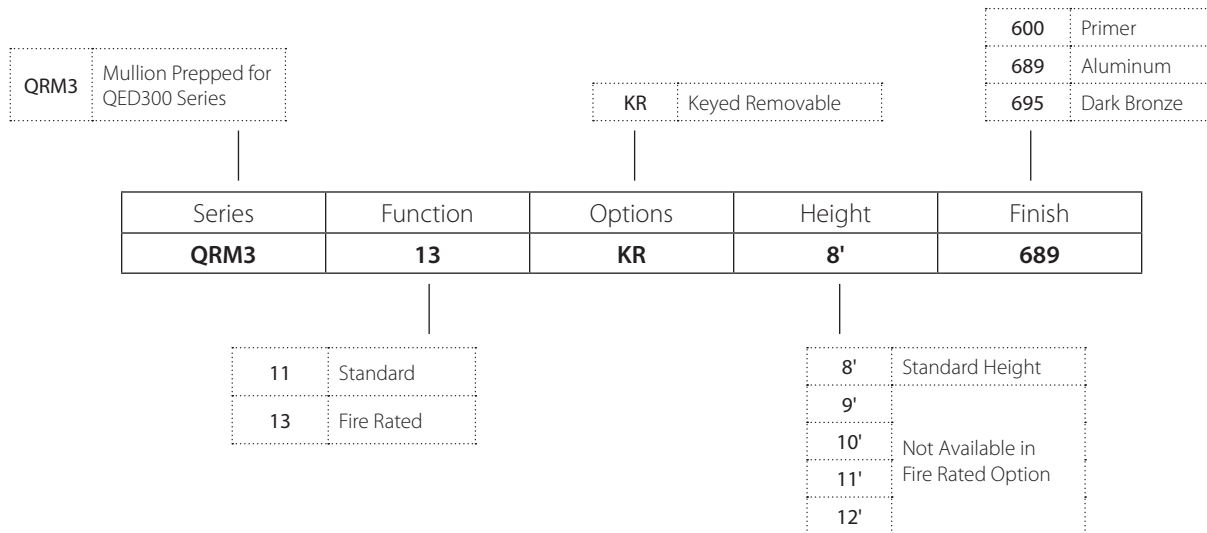 QRM3 Mullion Prepped for
QED300 Series
KR Keyed Removable
600 Primer
689 Aluminum
695 Dark Bronze
Series Function Options Height Finish
QRM3 13 KR 8' 689
11 Standard
13 Fire Rated
8' Standard Height
9'
10'
11'
12'
Not Available in
Fire Rated Option